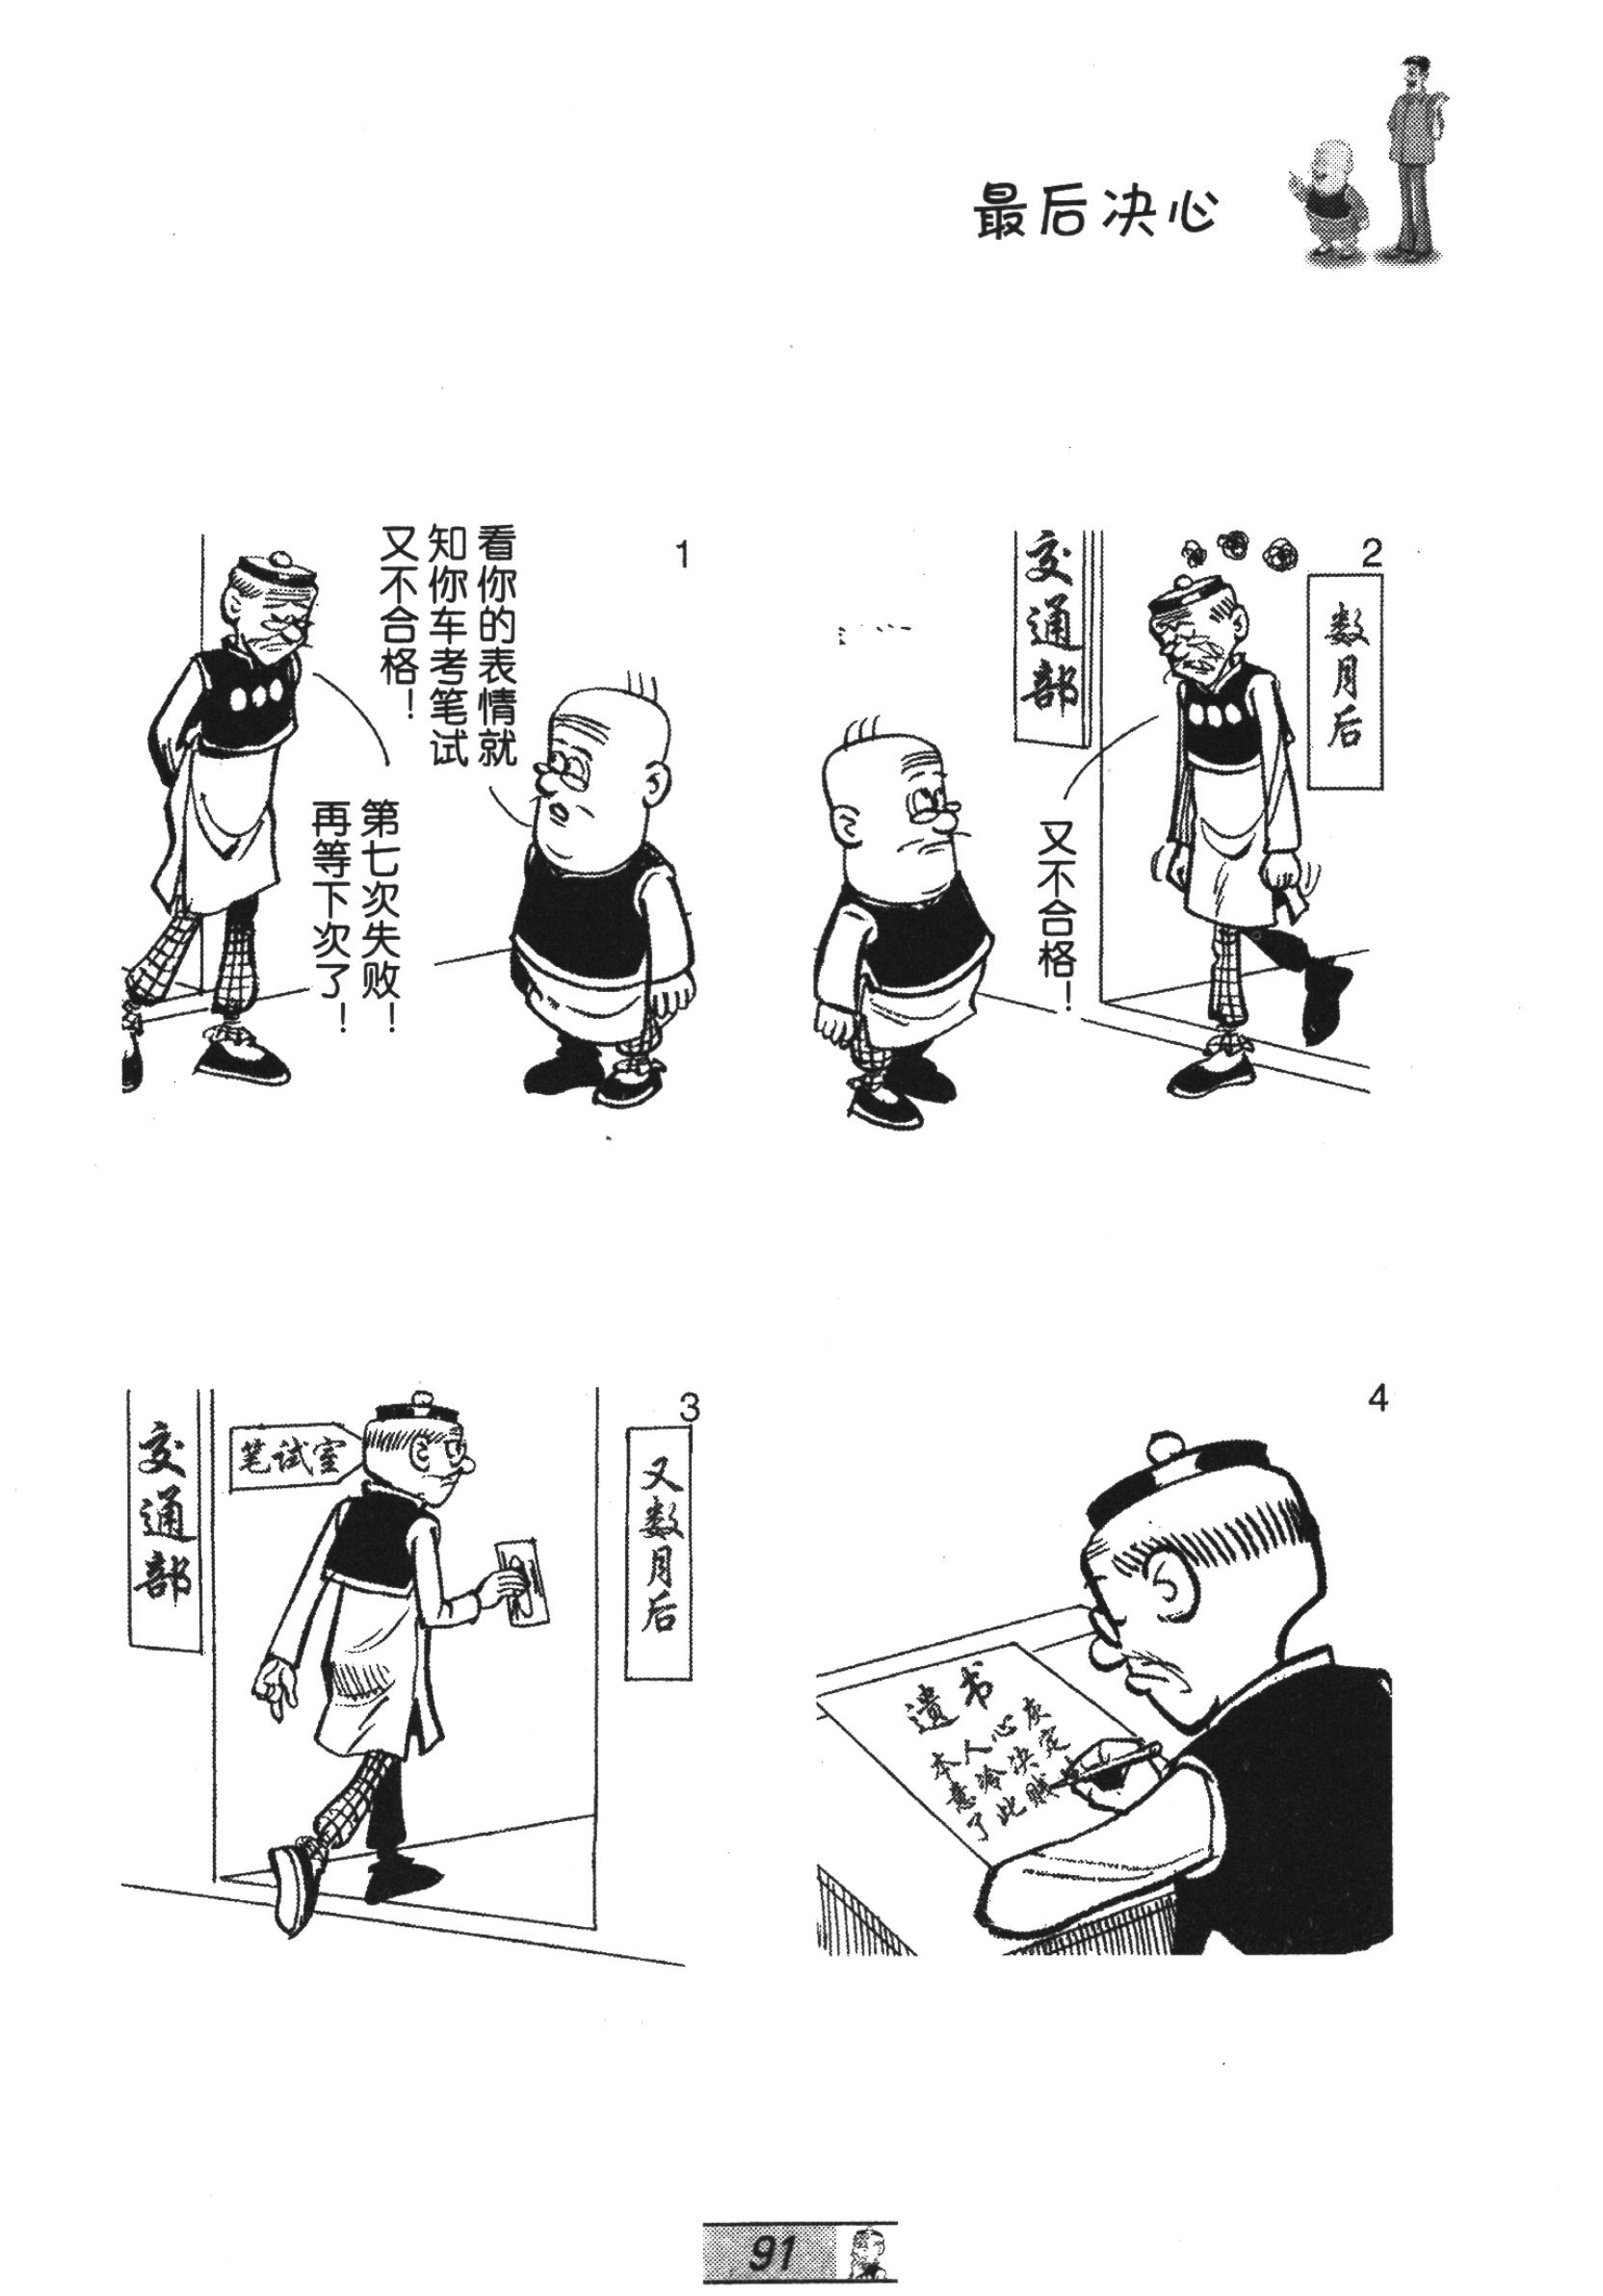 最后决心
1
看你的表情就
知你车考笔试
又不合格！
第七次失败！
再等下次了！
2
数月后
交通部
又不合格！
3
交通部
笔试室
又数月后
4
遗书
本人心灰
意冷决定
了此贱
91